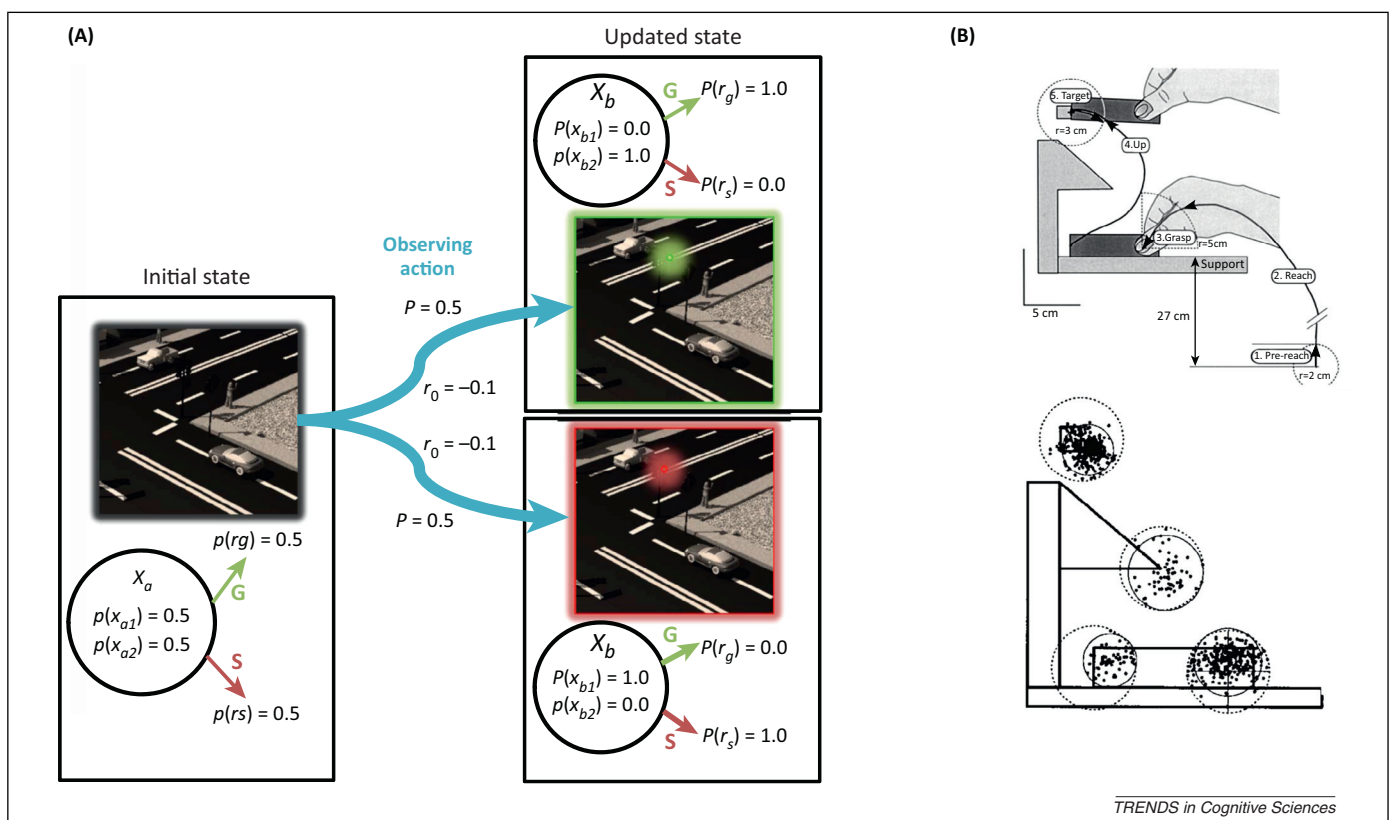 (A)
Initial state
p(rg) = 0.5
X_a
G
p(x_a1) = 0.5
p(x_a2) = 0.5
S
p(rs) = 0.5
Observing
action
P = 0.5
r_0 = –0.1
r_0 = –0.1
P = 0.5
Updated state
X_b
G
P(r_g) = 1.0
P(x_b1) = 0.0
p(x_b2) = 1.0
S
P(r_s) = 0.0
X_b
G
P(r_g) = 0.0
P(x_b1) = 1.0
p(x_b2) = 0.0
S
P(r_s) = 1.0
(B)
5. Target
r=3 cm
4.Up
3.Grasp
r=5cm
Support
2. Reach
5 cm
27 cm
1. Pre-reach
r=2 cm
TRENDS in Cognitive Sciences